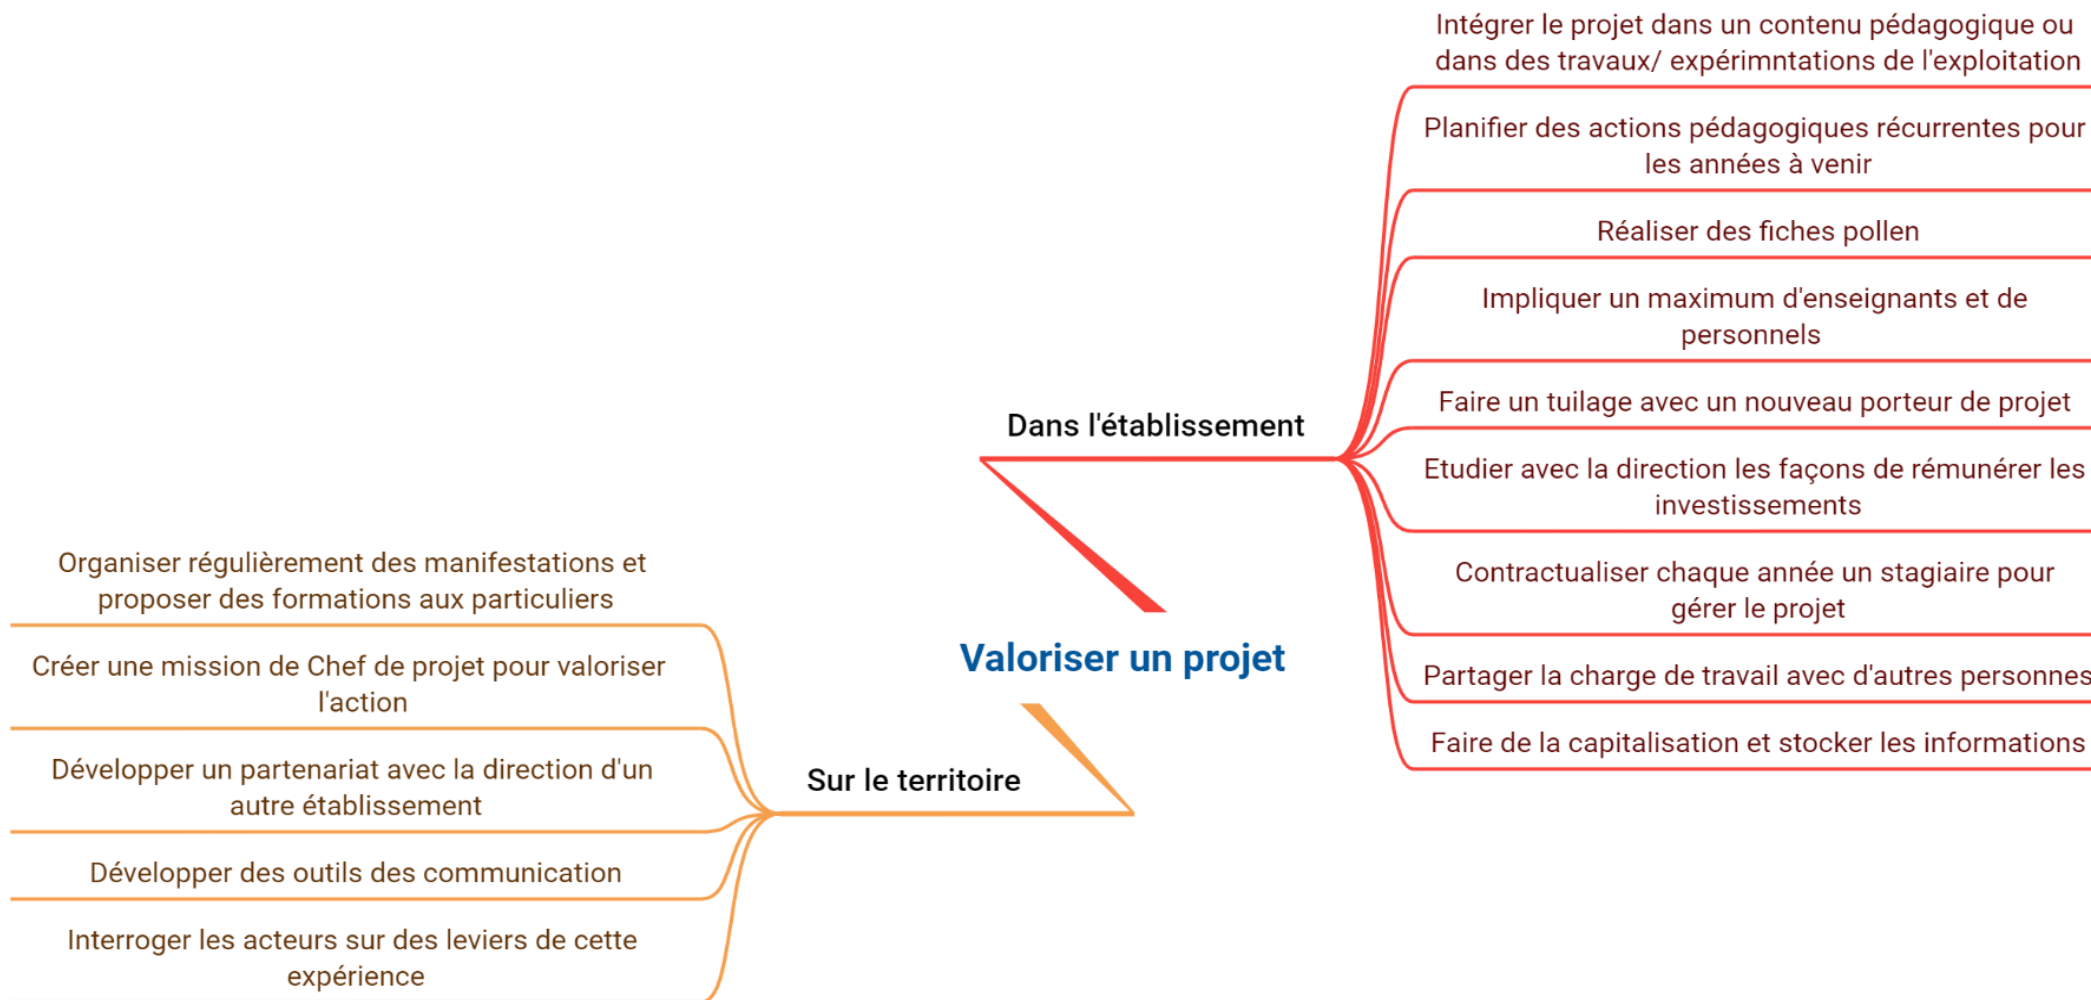 Valoriser un projet
Dans l'établissement
Intégrer le projet dans un contenu pédagogique ou
dans des travaux/ expérimntations de l'exploitation
Planifier des actions pédagogiques récurrentes pour
les années à venir
Réaliser des fiches pollen
Impliquer un maximum d'enseignants et de
personnels
Faire un tuilage avec un nouveau porteur de projet
Etudier avec la direction les façons de rémunérer les
investissements
Contractualiser chaque année un stagiaire pour
gérer le projet
Partager la charge de travail avec d'autres personnes
Faire de la capitalisation et stocker les informations
Sur le territoire
Organiser régulièrement des manifestations et
proposer des formations aux particuliers
Créer une mission de Chef de projet pour valoriser
l'action
Développer un partenariat avec la direction d'un
autre établissement
Développer des outils des communication
Interroger les acteurs sur des leviers de cette
expérience